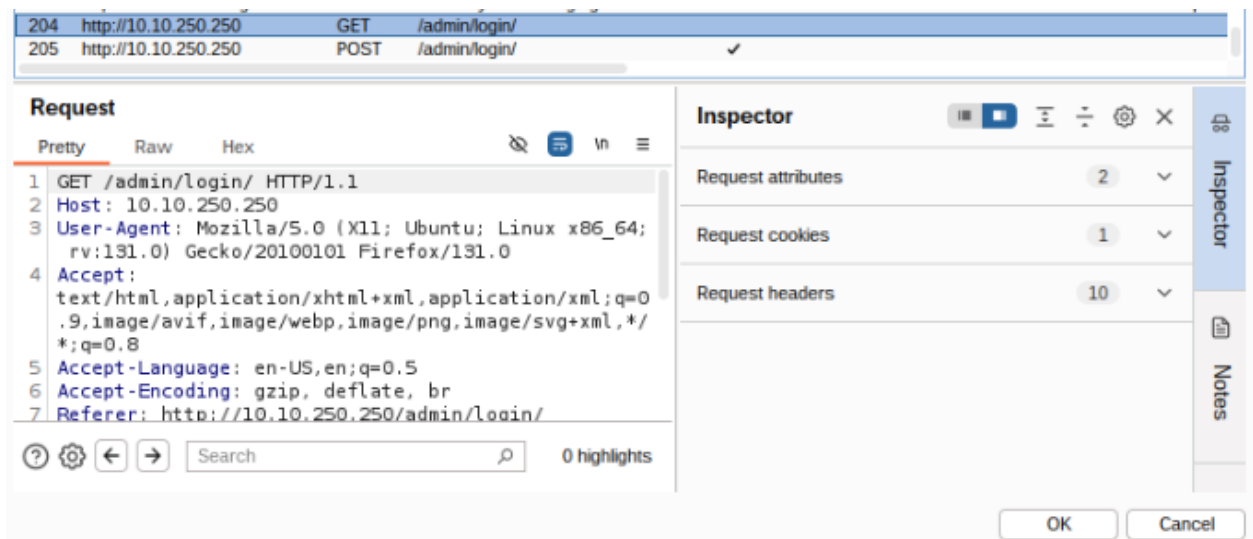 204 http://10.10.250.250 GET /admin/login/
205 http://10.10.250.250 POST /admin/login/ ✓
Request
Pretty Raw Hex \n
1 GET /admin/login/ HTTP/1.1
2 Host: 10.10.250.250
3 User-Agent: Mozilla/5.0 (X11; Ubuntu; Linux x86_64;
rv:131.0) Gecko/20100101 Firefox/131.0
4 Accept:
text/html,application/xhtml+xml,application/xml;q=0
.9,image/avif,image/webp,image/png,image/svg+xml,*/
*;q=0.8
5 Accept-Language: en-US,en;q=0.5
6 Accept-Encoding: gzip, deflate, br
7 Referer: http://10.10.250.250/admin/login/
Search
0 highlights
Inspector
Request attributes 2
Request cookies 1
Request headers 10
Inspector
Notes
OK
Cancel